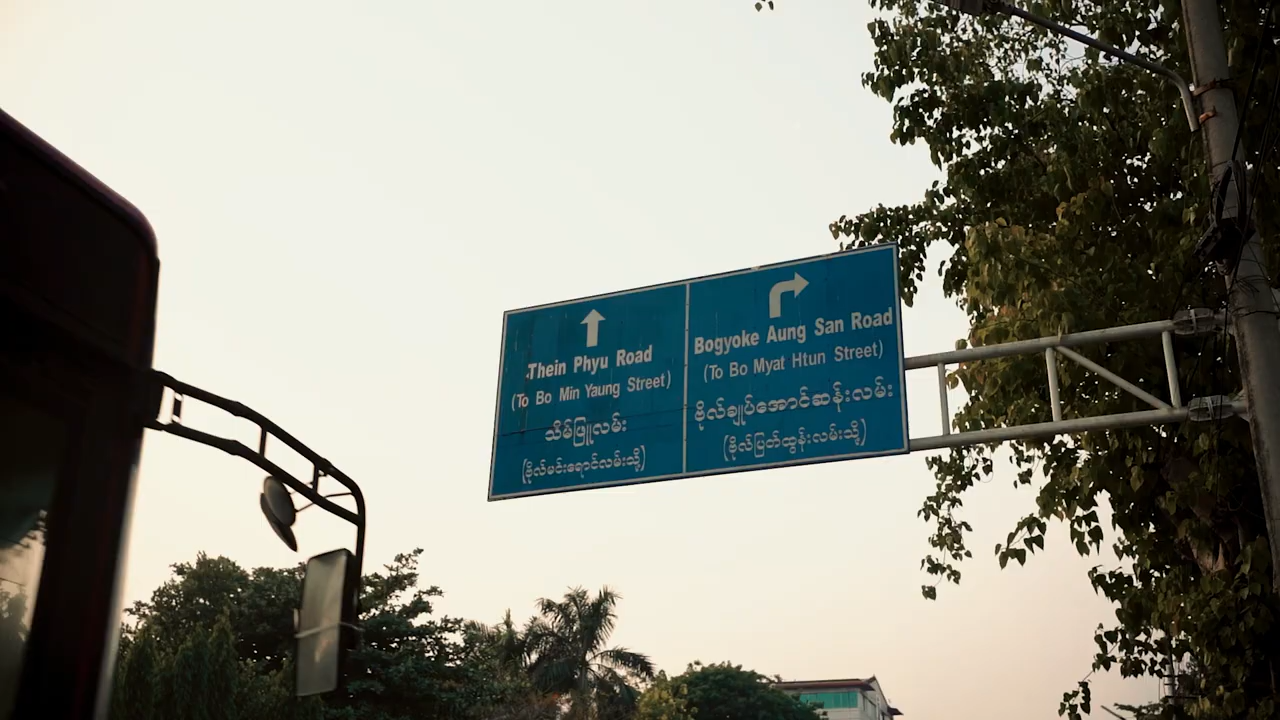 Thein Phyu Road
(To Bo Min Yaung Street)
သိမ်ဖြူလမ်း
(ဗိုလ်မင်းရောင်လမ်းသို့)
Bogyoke Aung San Road
(To Bo Myat Htun Street)
ဗိုလ်ချုပ်အောင်ဆန်းလမ်း
(ဗိုလ်မြတ်ထွန်းလမ်းသို့)